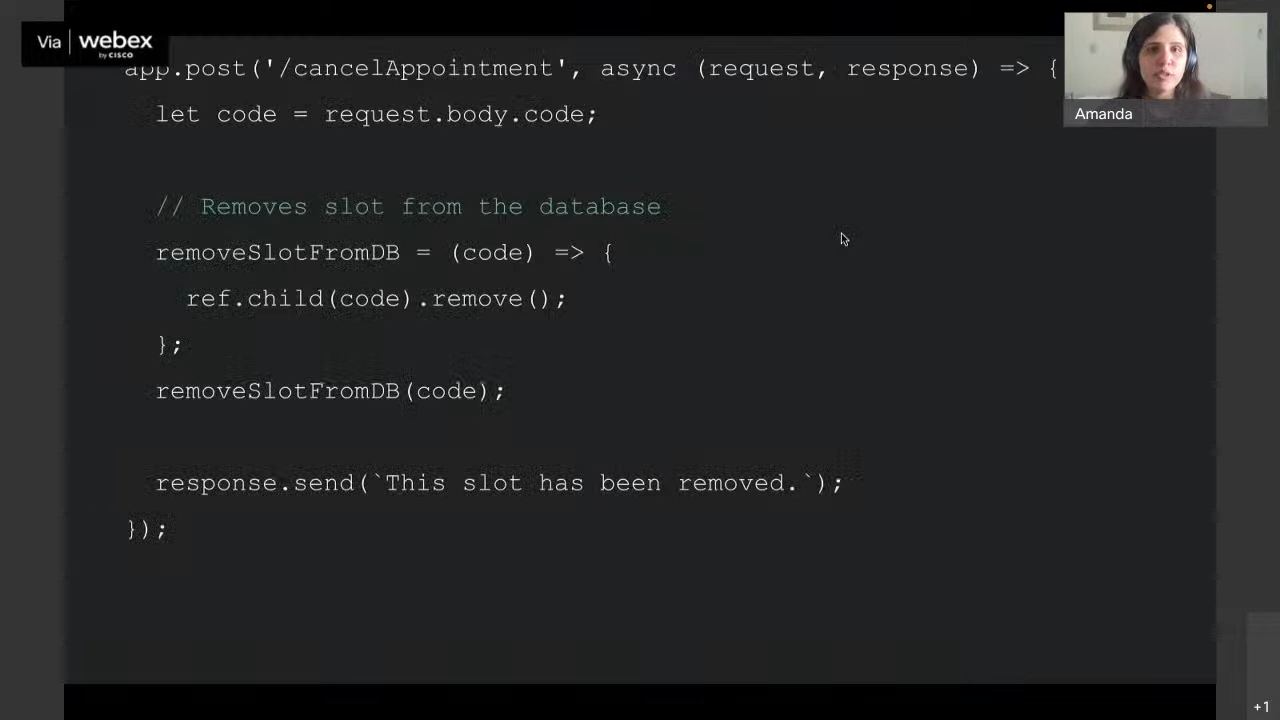 Via webex
by CISCO
app.post('/cancelAppointment', async (request, response) => {
let code = request.body.code;
// Removes slot from the database
removeSlotFromDB = (code) => {
ref.child(code).remove();
};
removeSlotFromDB(code);
response.send(`This slot has been removed.`);
});
Amanda
+1